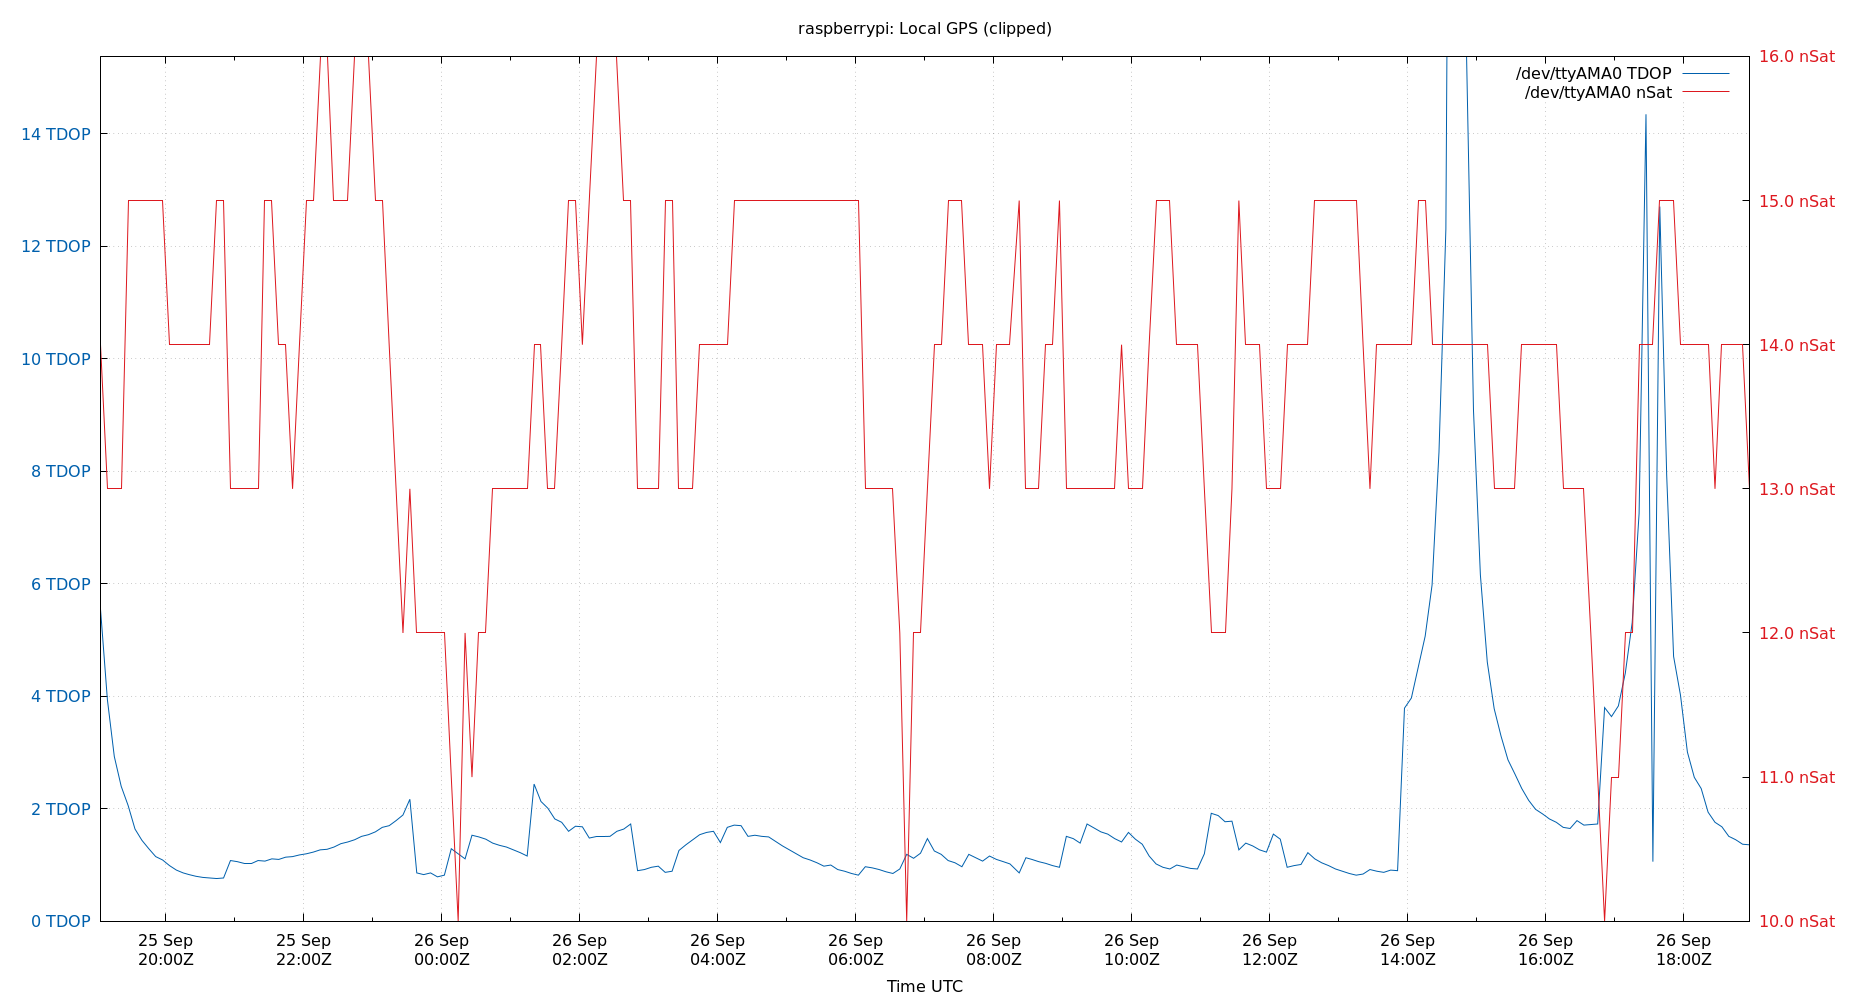 raspberrypi: Local GPS (clipped)
16.0 nSat
/dev/ttyAMA0 TDOP
/dev/ttyAMA0 nSat
14 TDOP
15.0 nSat
12 TDOP
10 TDOP
14.0 nSat
8 TDOP
13.0 nSat
6 TDOP
12.0 nSat
4 TDOP
11.0 nSat
2 TDOP
0 TDOP
10.0 nSat
25 Sep
20:00Z
25 Sep
22:00Z
26 Sep
00:00Z
26 Sep
02:00Z
26 Sep
04:00Z
26 Sep
06:00Z
26 Sep
08:00Z
26 Sep
10:00Z
26 Sep
12:00Z
26 Sep
14:00Z
26 Sep
16:00Z
26 Sep
18:00Z
Time UTC